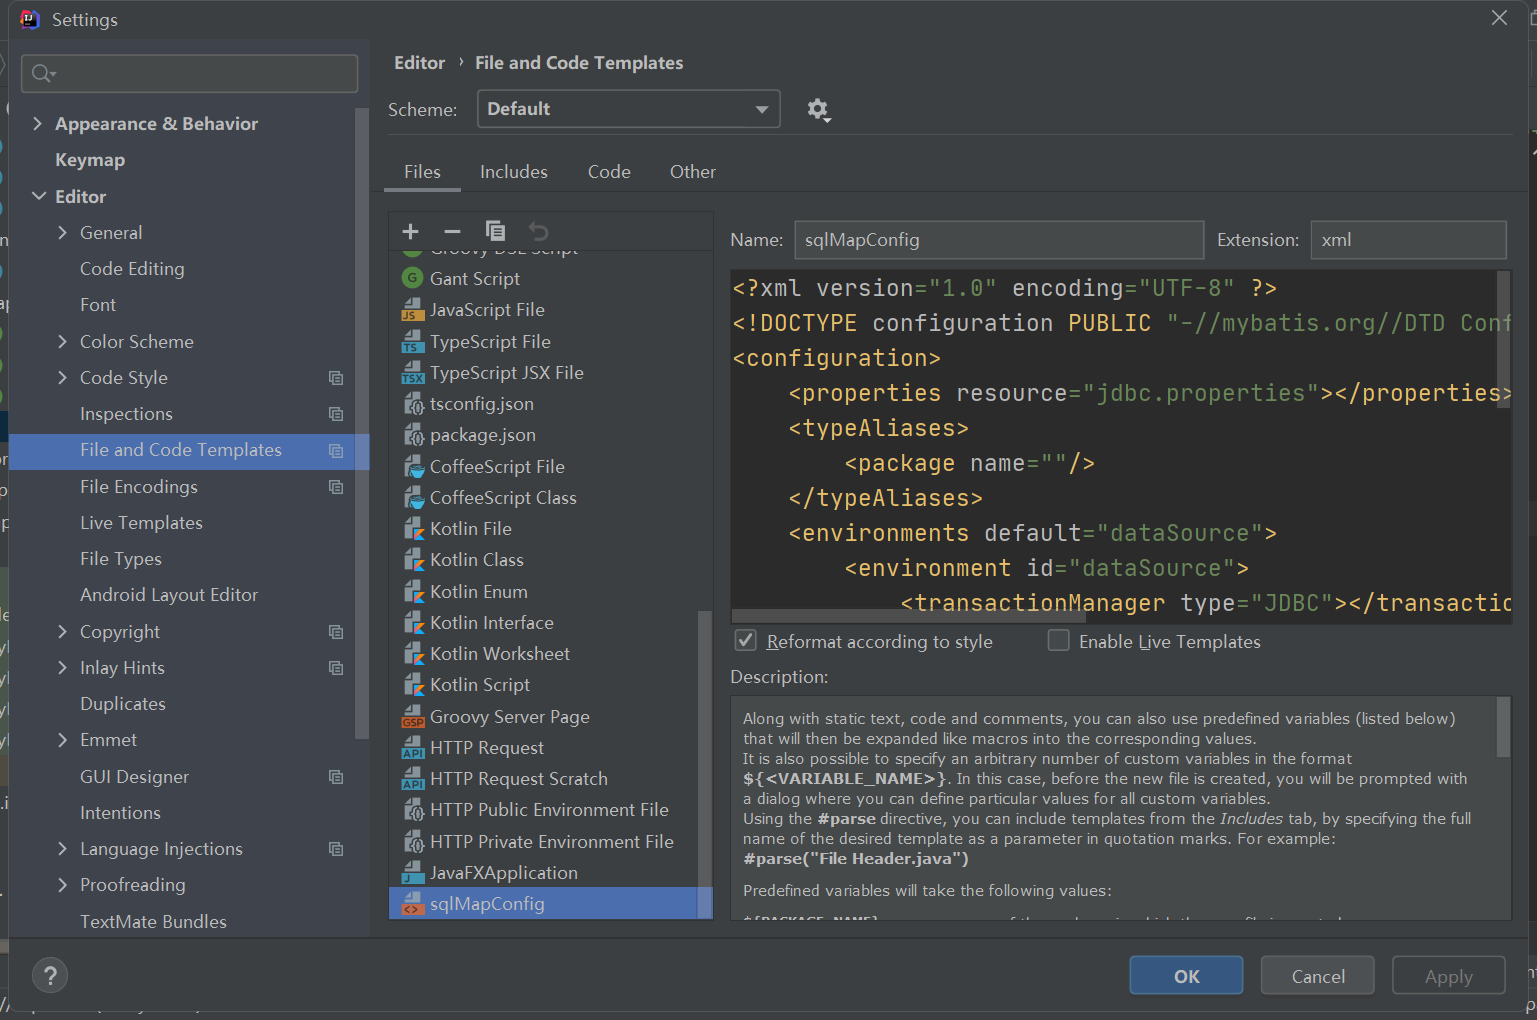 Settings
Appearance & Behavior
Keymap
Editor
General
Code Editing
Font
Color Scheme
Code Style
Inspections
File and Code Templates
File Encodings
Live Templates
File Types
Android Layout Editor
Copyright
Inlay Hints
Duplicates
Emmet
GUI Designer
Intentions
Language Injections
Proofreading
TextMate Bundles
Editor › File and Code Templates
Scheme: Default
Files Includes Code Other
Groovy DSL Script
Gant Script
JavaScript File
TypeScript File
TypeScript JSX File
tsconfig.json
package.json
CoffeeScript File
CoffeeScript Class
Kotlin File
Kotlin Class
Kotlin Enum
Kotlin Interface
Kotlin Worksheet
Kotlin Script
Groovy Server Page
HTTP Request
HTTP Request Scratch
HTTP Public Environment File
HTTP Private Environment File
JavaFXApplication
sqlMapConfig
Name: sqlMapConfig Extension: xml
<?xml version="1.0" encoding="UTF-8" ?>
<!DOCTYPE configuration PUBLIC "-//mybatis.org//DTD Conf
<configuration>
<properties resource="jdbc.properties"></properties>
<typeAliases>
<package name=""/>
</typeAliases>
<environments default="dataSource">
<environment id="dataSource">
<transactionManager type="JDBC"></transactio
Reformat according to style Enable Live Templates
Description:
Along with static text, code and comments, you can also use predefined variables (listed below)
that will then be expanded like macros into the corresponding values.
It is also possible to specify an arbitrary number of custom variables in the format
${<VARIABLE_NAME>}. In this case, before the new file is created, you will be prompted with
a dialog where you can define particular values for all custom variables.
Using the #parse directive, you can include templates from the Includes tab, by specifying the full
name of the desired template as a parameter in quotation marks. For example:
#parse("File Header.java")
Predefined variables will take the following values:
${PACKAGE_NAME}
? OK Cancel Apply